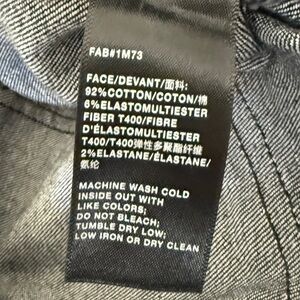 FAB#1M73
FACE/DEVANT/面料:
92%COTTON/COTON/棉
6%ELASTOMULTIESTER
FIBER T400/FIBRE
D'ÉLASTOMULTIESTER
T400/T400弹性多聚酯纤维
2%ELASTANE/ÉLASTANE/
氨纶
MACHINE WASH COLD
INSIDE OUT WITH
LIKE COLORS;
DO NOT BLEACH;
TUMBLE DRY LOW;
LOW IRON OR DRY CLEAN